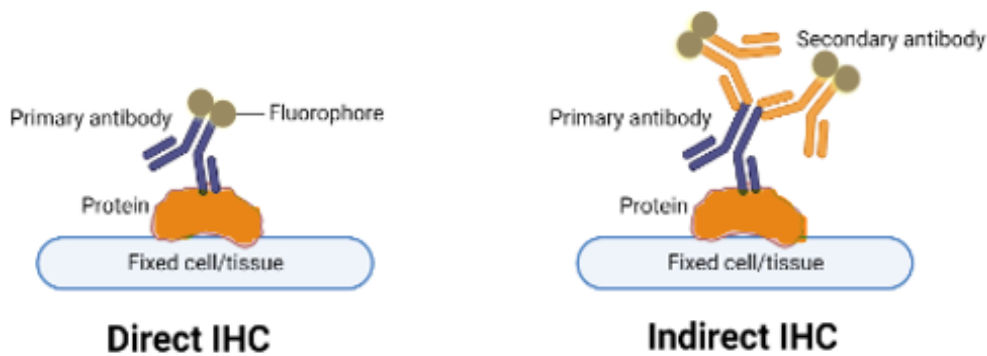 Primary antibody
Fluorophore
Protein
Fixed cell/tissue
Direct IHC
Secondary antibody
Primary antibody
Protein
Fixed cell/tissue
Indirect IHC